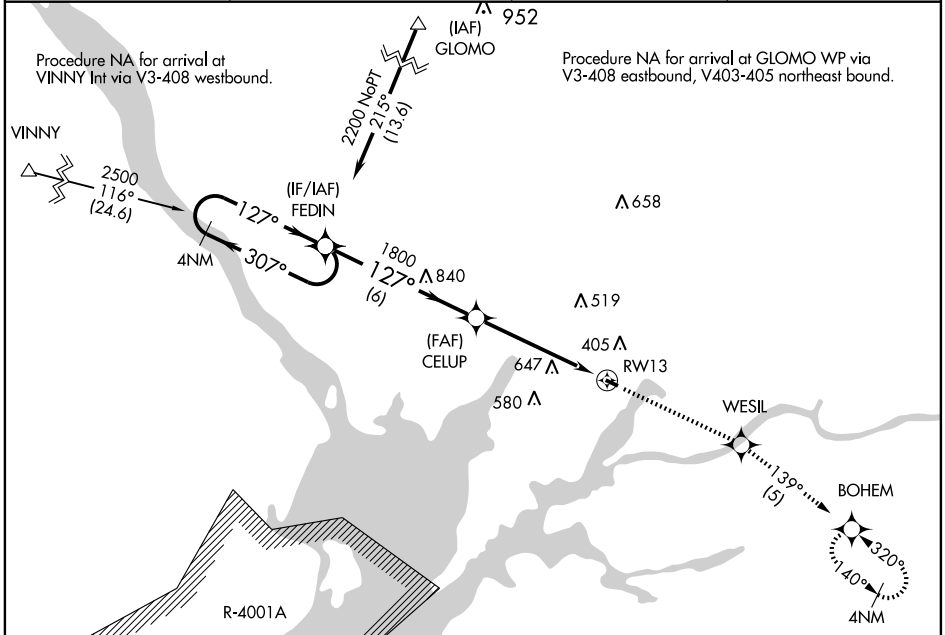 952
(IAF)
GLOMO
Procedure NA for arrival at
VINNY Int via V3-408 westbound.
Procedure NA for arrival at GLOMO WP via
V3-408 eastbound, V403-405 northeast bound.
2200 NoPT
215°
(13.6)
VINNY
2500
116°
(24.6)
(IF/IAF)
FEDIN
127°
307°
4NM
658
1800
127°
(6)
840
519
(FAF)
CELUP
405
647
RW13
580
WESIL
139°
(5)
BOHEM
320°
140°
4NM
R-4001A